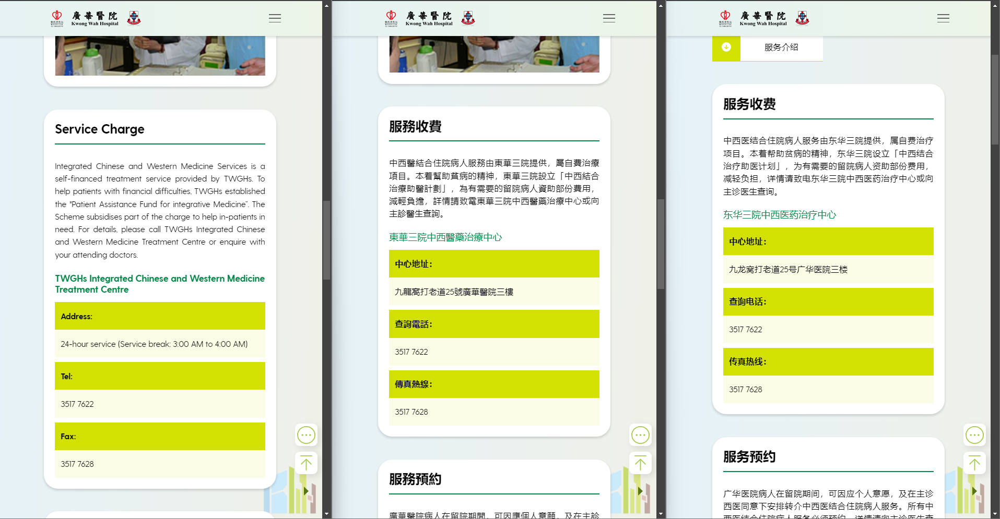 廣華醫院
Kwong Wah Hospital
Service Charge
Integrated Chinese and Western Medicine Services is a
self-financed treatment service provided by TWGHs. To
help patients with financial difficulties, TWGHs established
the "Patient Assistance Fund for integrative Medicine". The
Scheme subsidises part of the charge to help in-patients in
need. For details, please call TWGHs Integrated Chinese
and Western Medicine Treatment Centre or enquire with
your attending doctors.
TWGHs Integrated Chinese and Western Medicine
Treatment Centre
Address:
24-hour service (Service break: 3:00 AM to 4:00 AM)
Tel:
3517 7622
Fax:
3517 7628
廣華醫院
Kwong Wah Hospital
服務收費
中西醫結合住院病人服務由東華三院提供，屬自費治療
項目。本着幫助貧病的精神，東華三院設立「中西結合
治療助醫計劃」，為有需要的留院病人資助部份費用，
減輕負擔，詳情請致電東華三院中西醫藥治療中心或向
主診醫生查詢。
東華三院中西醫藥治療中心
中心地址：
九龍窩打老道25號廣華醫院三樓
查詢電話：
3517 7622
傳真熱線：
3517 7628
服務預約
廣華醫院病人在留院期間，可因應個人意願，及在主診
廣華醫院
Kwong Wah Hospital
服务介绍
服务收费
中西医结合住院病人服务由东华三院提供，属自费治疗
项目。本着帮助贫病的精神，东华三院设立「中西结合
治疗助医计划」，为有需要的留院病人资助部份费用，
减轻负担，详情请致电东华三院中西医药治疗中心或向
主诊医生查询。
东华三院中西医药治疗中心
中心地址：
九龙窝打老道25号广华医院三楼
查询电话：
3517 7622
传真热线：
3517 7628
服务预约
广华医院病人在留院期间，可因应个人意愿，及在主诊
西医同意下安排转介中西医结合住院病人服务。所有中
西医结合住院病人服务必须预约，详情请向主诊医生查